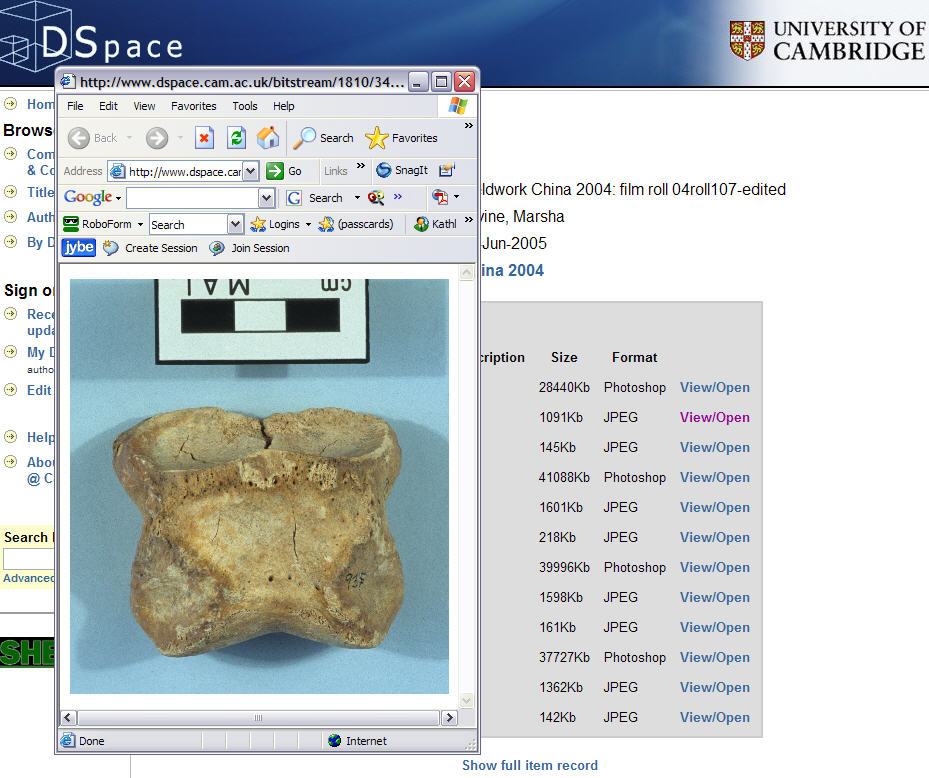 DSpace
UNIVERSITY OF
CAMBRIDGE
http://www.dspace.cam.ac.uk/bitstream/1810/34...
File Edit View Favorites Tools Help
Back Search Favorites
Address http://www.dspace.car Go Links SnagIt
Google Search
RoboForm Search Logins (passcards) Kathl
jybe Create Session Join Session
MAI cm
937
Done Internet
Hom
Brows
Com
& Co
Title
Auth
By D
Sign o
Rece
upda
My D
autho
Edit
Help
Abou
@ C
Search
Advanced
SHE
eldwork China 2004: film roll 04roll107-edited
vine, Marsha
-Jun-2005
ina 2004
cription Size Format
28440Kb Photoshop View/Open
1091Kb JPEG View/Open
145Kb JPEG View/Open
41088Kb Photoshop View/Open
1601Kb JPEG View/Open
218Kb JPEG View/Open
39996Kb Photoshop View/Open
1598Kb JPEG View/Open
161Kb JPEG View/Open
37727Kb Photoshop View/Open
1362Kb JPEG View/Open
142Kb JPEG View/Open
Show full item record